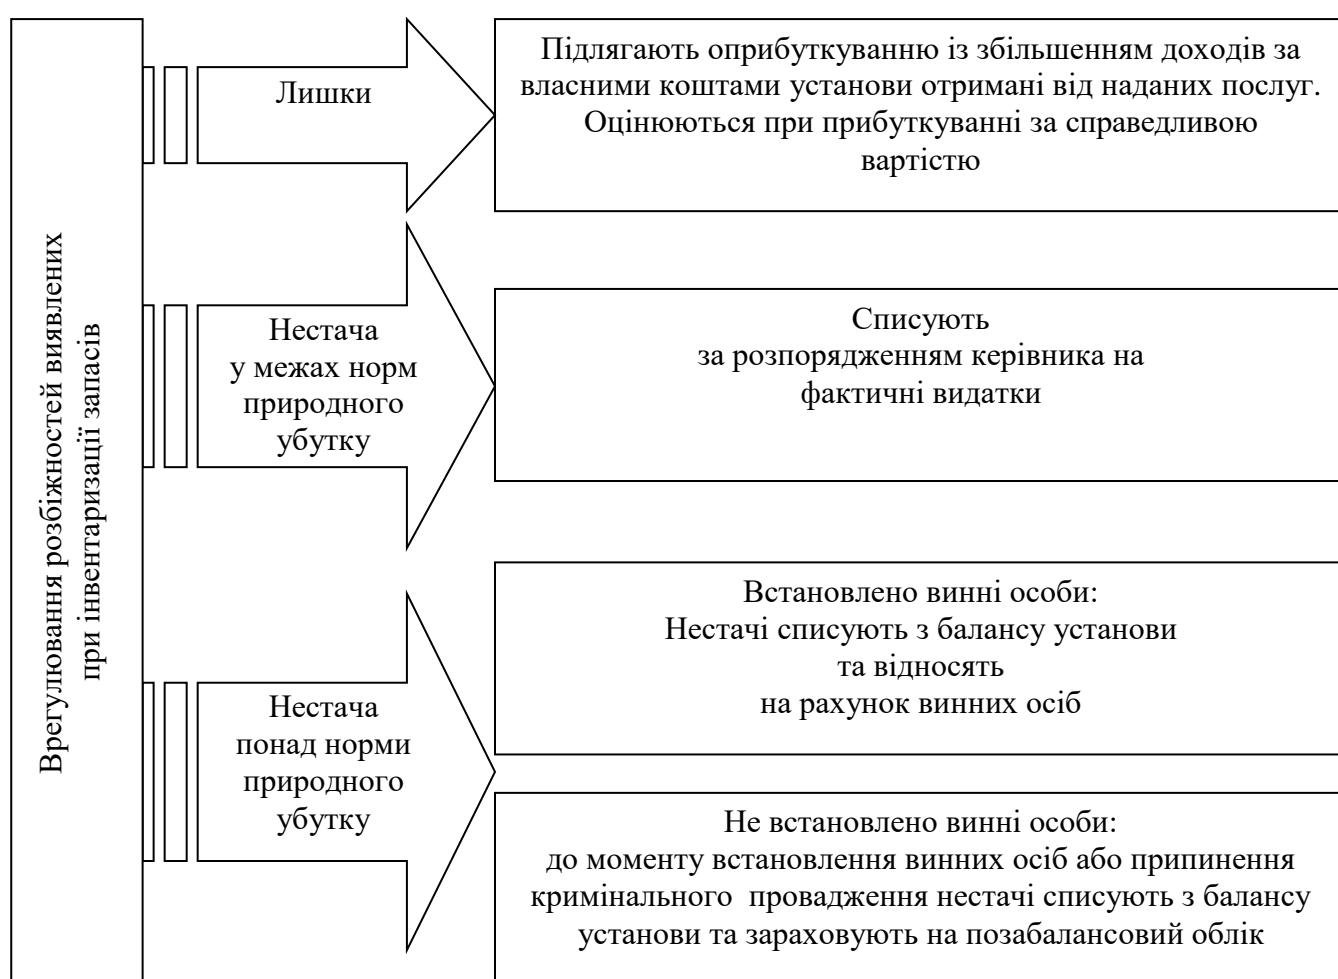 Врегулювання розбіжностей виявлених
при інвентаризації запасів
Лишки
Підлягають оприбуткуванню із збільшенням доходів за
власними коштами установи отримані від наданих послуг.
Оцінюються при прибуткуванні за справедливою
вартістю
Нестача
у межах норм
природного
убутку
Списують
за розпорядженням керівника на
фактичні видатки
Нестача
понад норми
природного
убутку
Встановлено винні особи:
Нестачі списують з балансу установи
та відносять
на рахунок винних осіб
Не встановлено винні особи:
до моменту встановлення винних осіб або припинення
кримінального провадження нестачі списують з балансу
установи та зараховують на позабалансовий облік